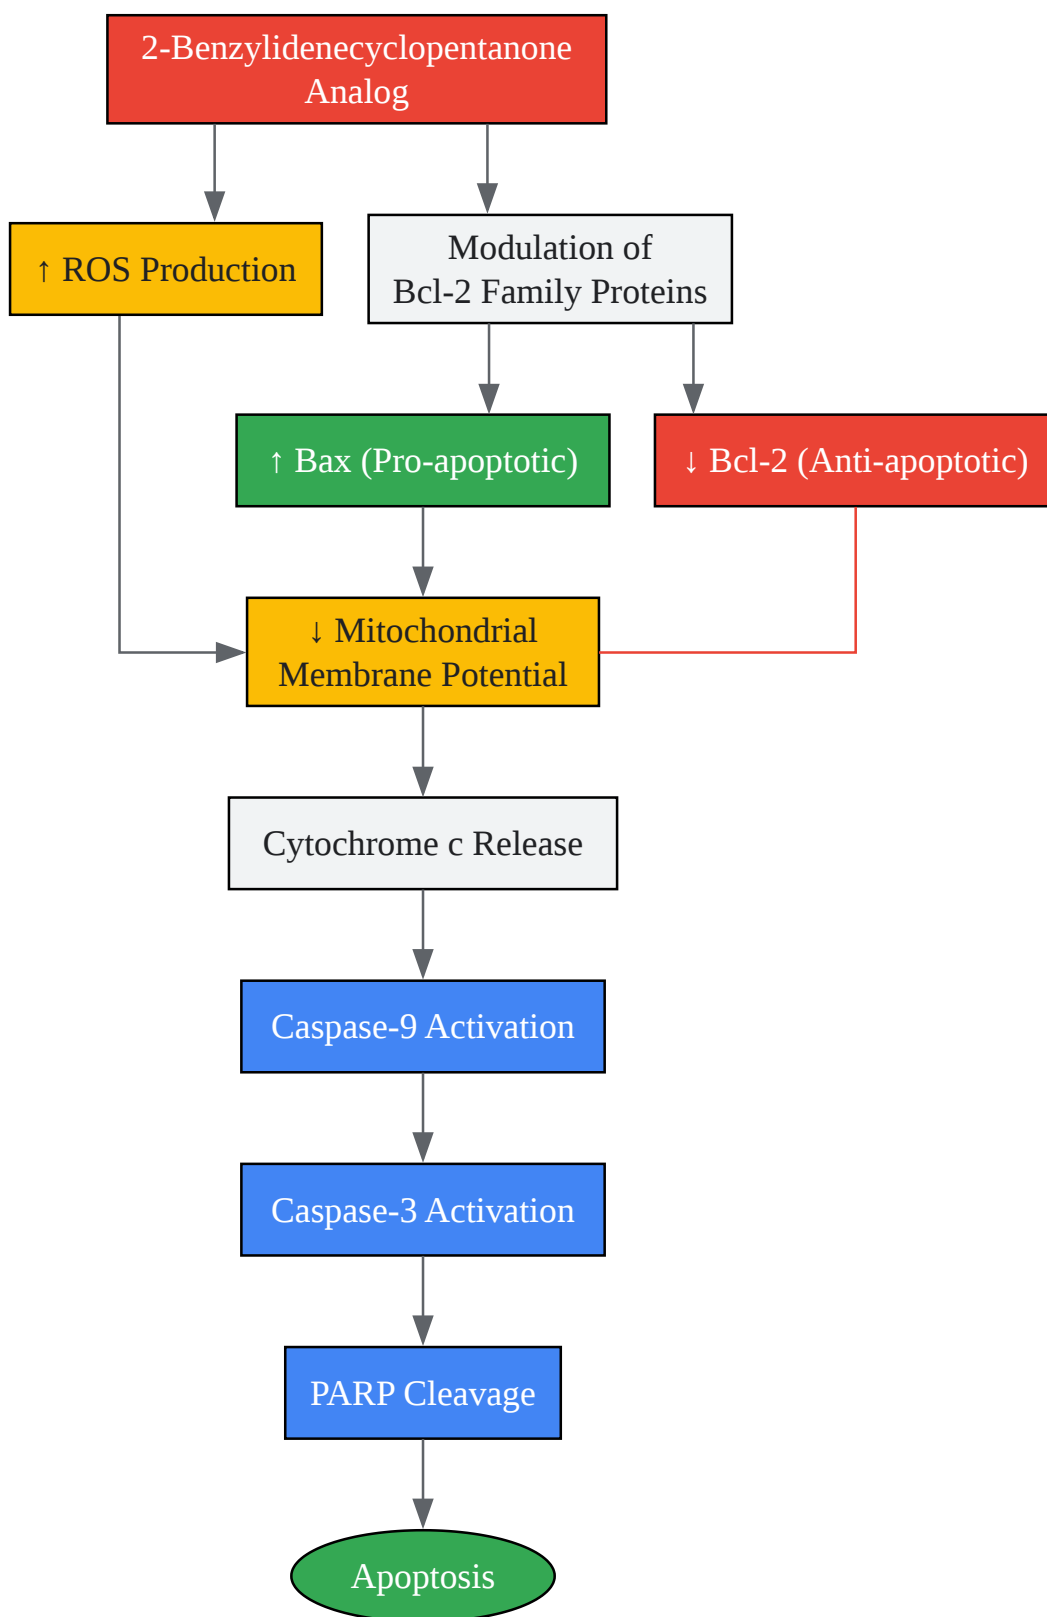 2-Benzylidenecyclopentanone
Analog
↑ ROS Production
Modulation of
Bcl-2 Family Proteins
↑ Bax (Pro-apoptotic)
↓ Bcl-2 (Anti-apoptotic)
↓ Mitochondrial
Membrane Potential
Cytochrome c Release
Caspase-9 Activation
Caspase-3 Activation
PARP Cleavage
Apoptosis